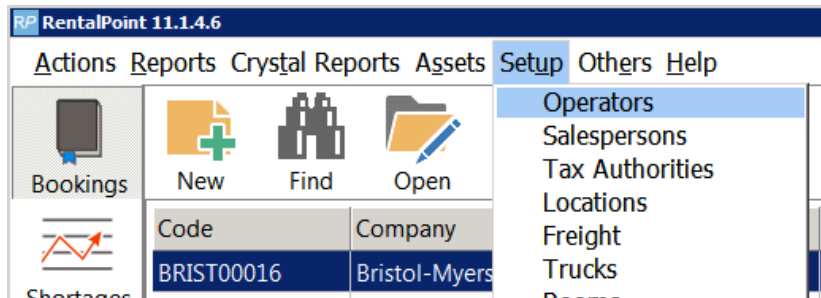 RP RentalPoint 11.1.4.6
Actions Reports Crystal Reports Assets Setup Others Help
Operators
Salespersons
Tax Authorities
Locations
Freight
Trucks
Bookings New Find Open
Code Company
BRIST00016 Bristol-Myers
Shortages